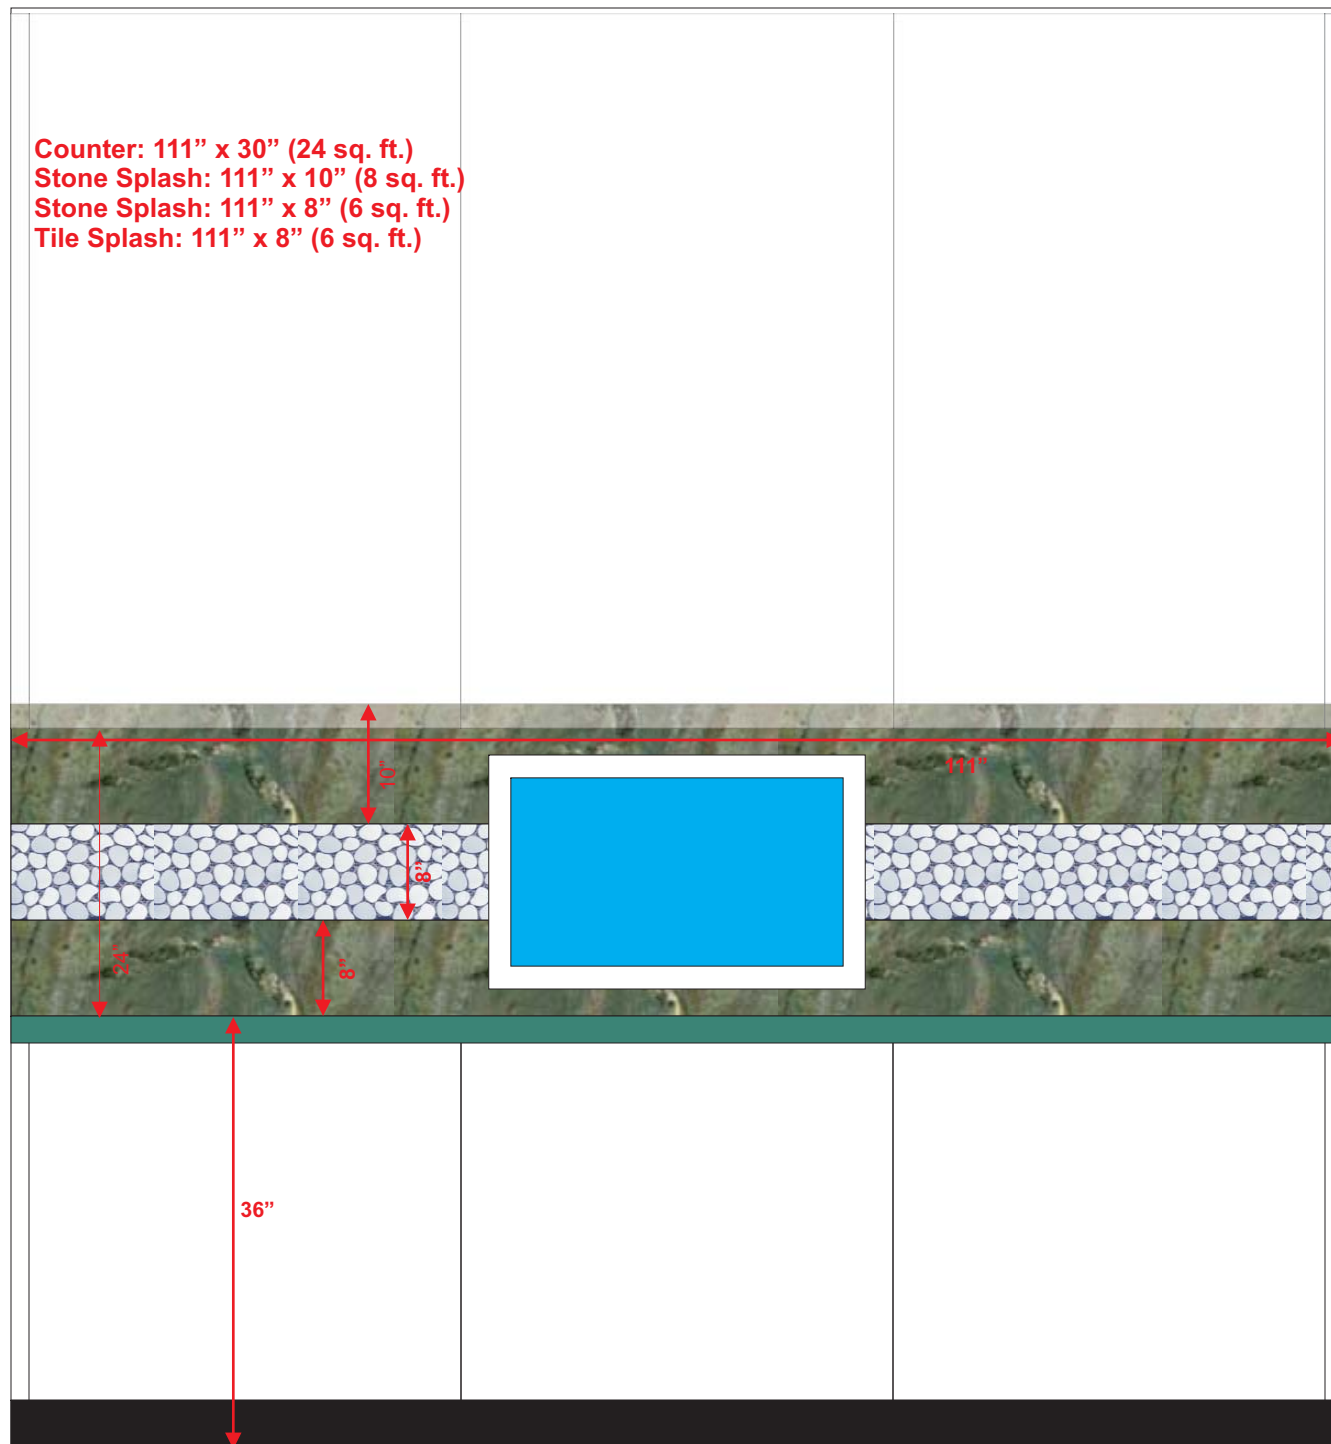 Counter: 111” x 30” (24 sq. ft.)
Stone Splash: 111” x 10” (8 sq. ft.)
Stone Splash: 111” x 8” (6 sq. ft.)
Tile Splash: 111” x 8” (6 sq. ft.)
111”
10”
8”
24”
8”
36”